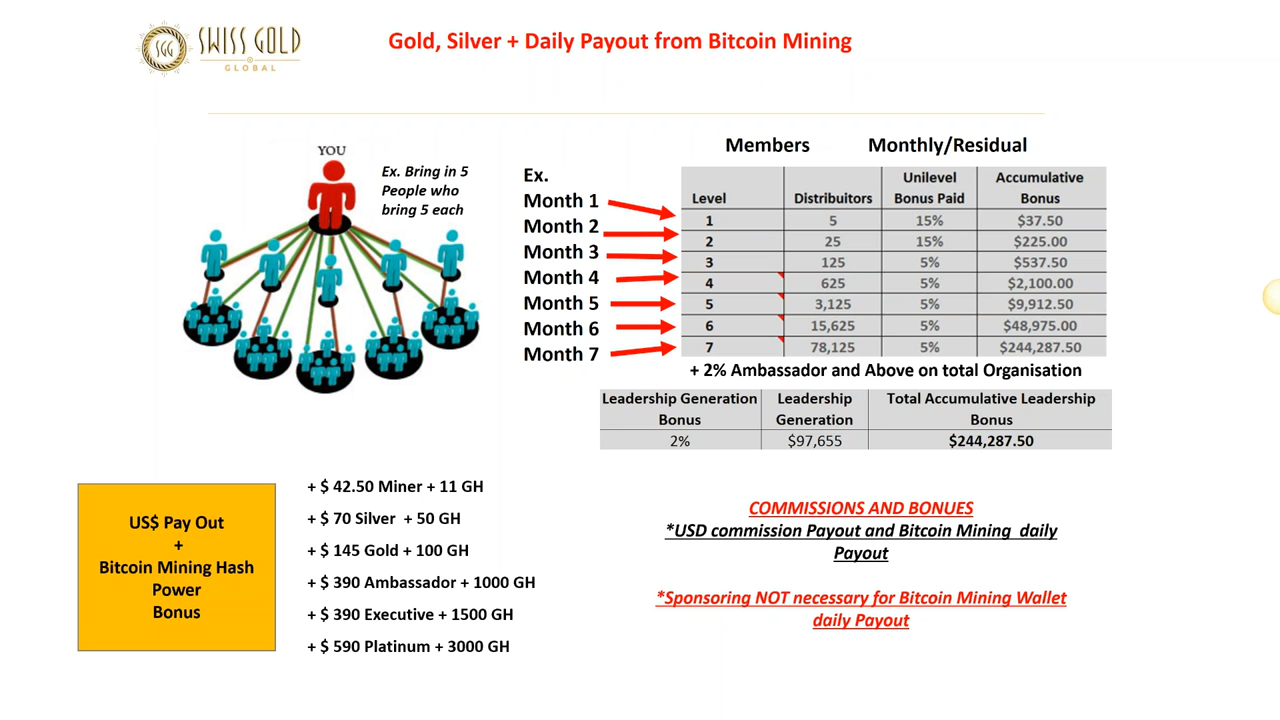 SGG
SWISS GOLD
GLOBAL
Gold, Silver + Daily Payout from Bitcoin Mining
YOU
Ex. Bring in 5
People who
bring 5 each
Ex.
Month 1
Month 2
Month 3
Month 4
Month 5
Month 6
Month 7
Members Monthly/Residual
Unilevel Accumulative
Level Distribuitors Bonus Paid Bonus
1 5 15% $37.50
2 25 15% $225.00
3 125 5% $537.50
4 625 5% $2,100.00
5 3,125 5% $9,912.50
6 15,625 5% $48,975.00
7 78,125 5% $244,287.50
+ 2% Ambassador and Above on total Organisation
Leadership Generation Leadership Total Accumulative Leadership
Bonus Generation Bonus
2% $97,655 $244,287.50
US$ Pay Out
+
Bitcoin Mining Hash
Power
Bonus
+ $ 42.50 Miner + 11 GH
+ $ 70 Silver + 50 GH
+ $ 145 Gold + 100 GH
+ $ 390 Ambassador + 1000 GH
+ $ 390 Executive + 1500 GH
+ $ 590 Platinum + 3000 GH
COMMISSIONS AND BONUES
*USD commission Payout and Bitcoin Mining daily
Payout
*Sponsoring NOT necessary for Bitcoin Mining Wallet
daily Payout